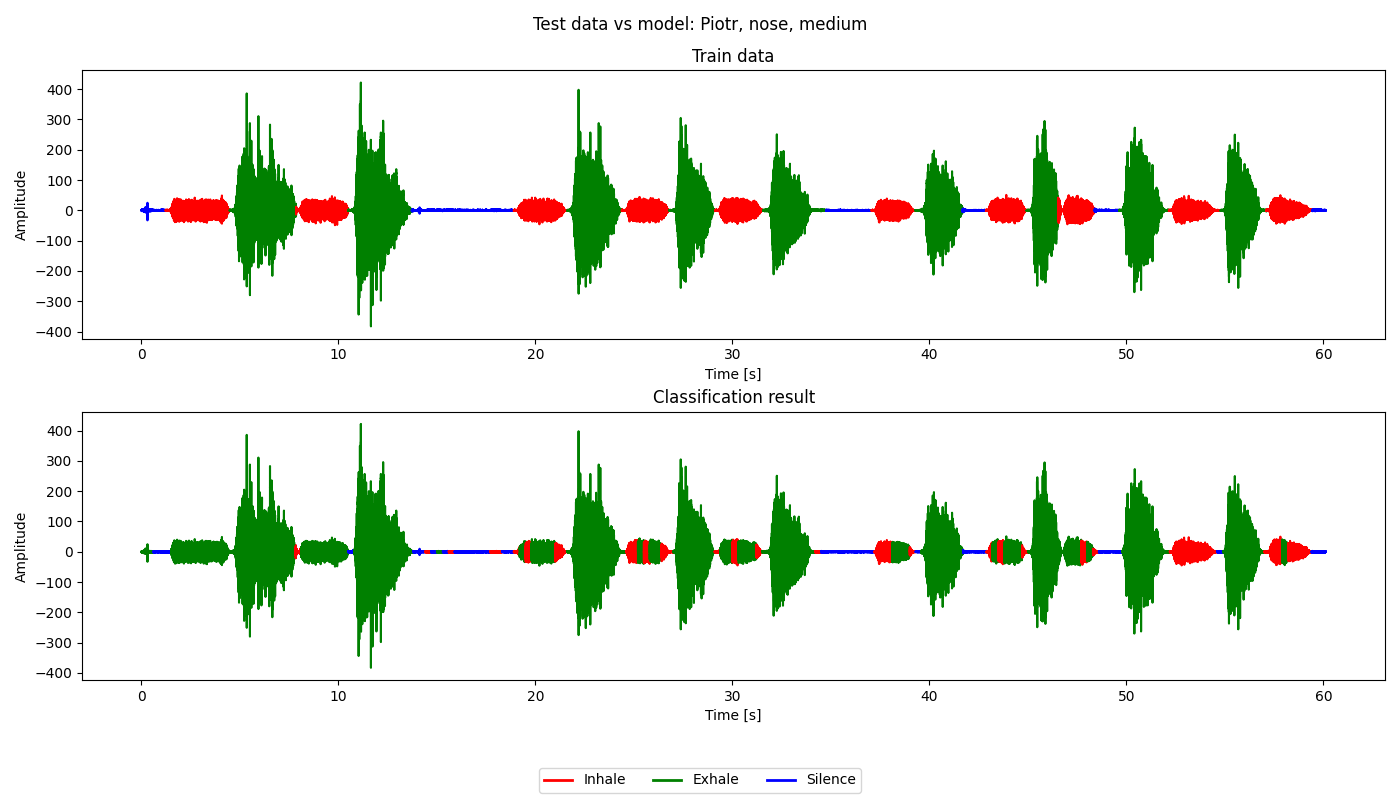 Test data vs model: Piotr, nose, medium
Train data
400
300
200
100
0
−100
−200
−300
−400
Amplitude
0 10 20 30 40 50 60
Time [s]
Classification result
400
300
200
100
0
−100
−200
−300
−400
Amplitude
0 10 20 30 40 50 60
Time [s]
Inhale Exhale Silence